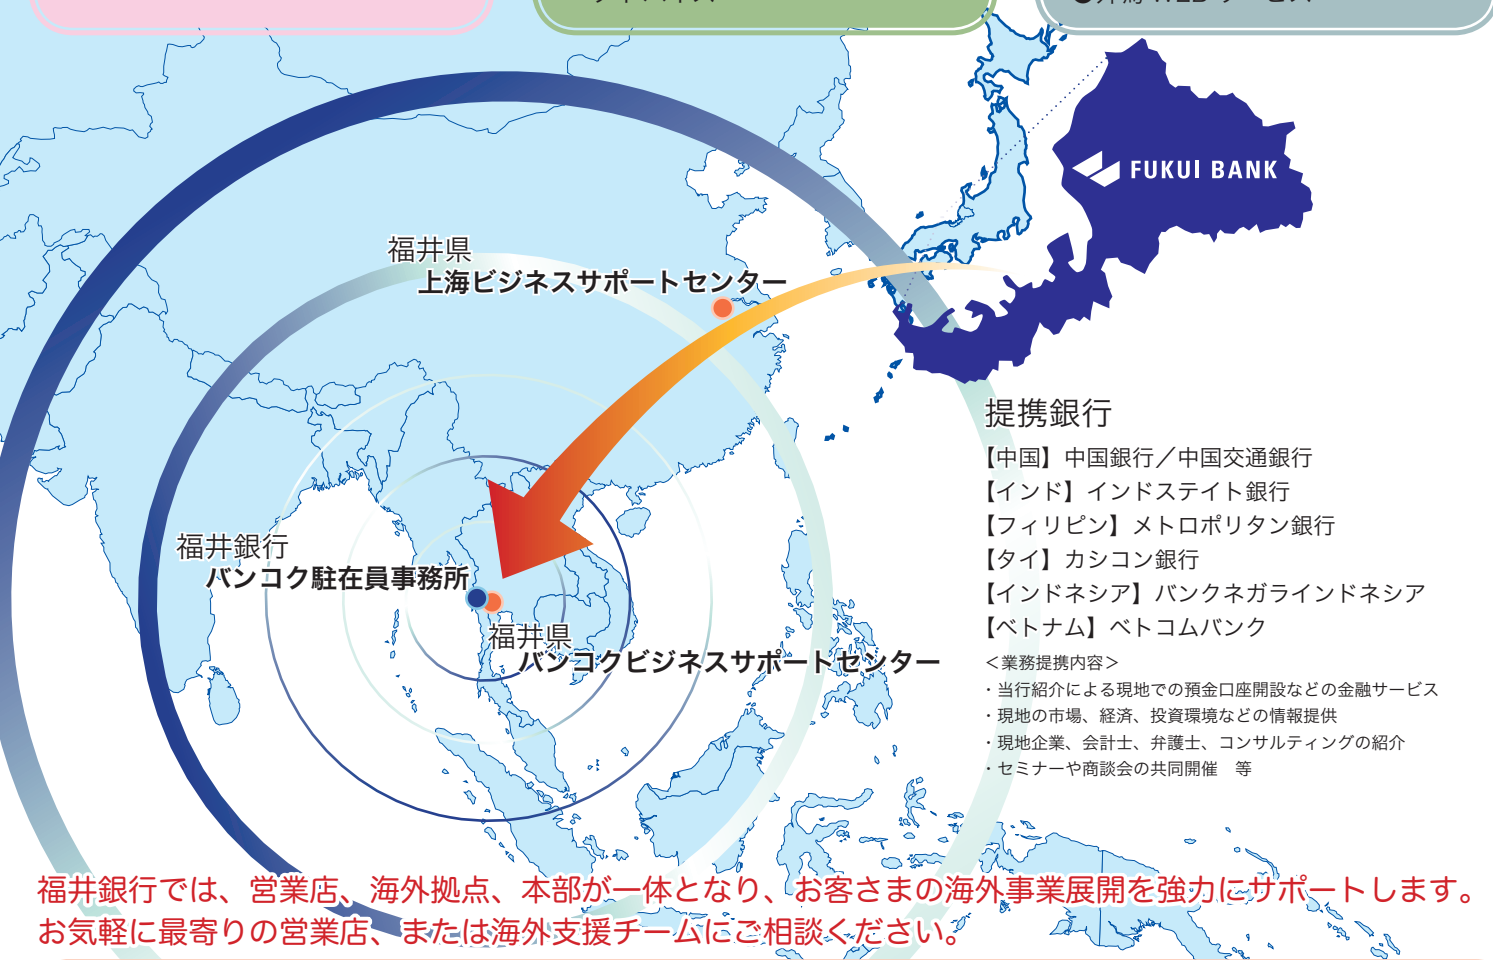 外為 WEB サービス
FUKUI BANK
福井県
上海ビジネスサポートセンター
提携銀行
【中国】中国銀行／中国交通銀行
【インド】インドステイト銀行
【フィリピン】メトロポリタン銀行
【タイ】カシコン銀行
【インドネシア】バンクネガラインドネシア
【ベトナム】ベトコムバンク
＜業務提携内容＞
・当行紹介による現地での預金口座開設などの金融サービス
・現地の市場、経済、投資環境などの情報提供
・現地企業、会計士、弁護士、コンサルティングの紹介
・セミナーや商談会の共同開催　等
福井銀行
バンコク駐在員事務所
福井県
バンコクビジネスサポートセンター
福井銀行では、営業店、海外拠点、本部が一体となり、お客さまの海外事業展開を強力にサポートします。
お気軽に最寄りの営業店、または海外支援チームにご相談ください。